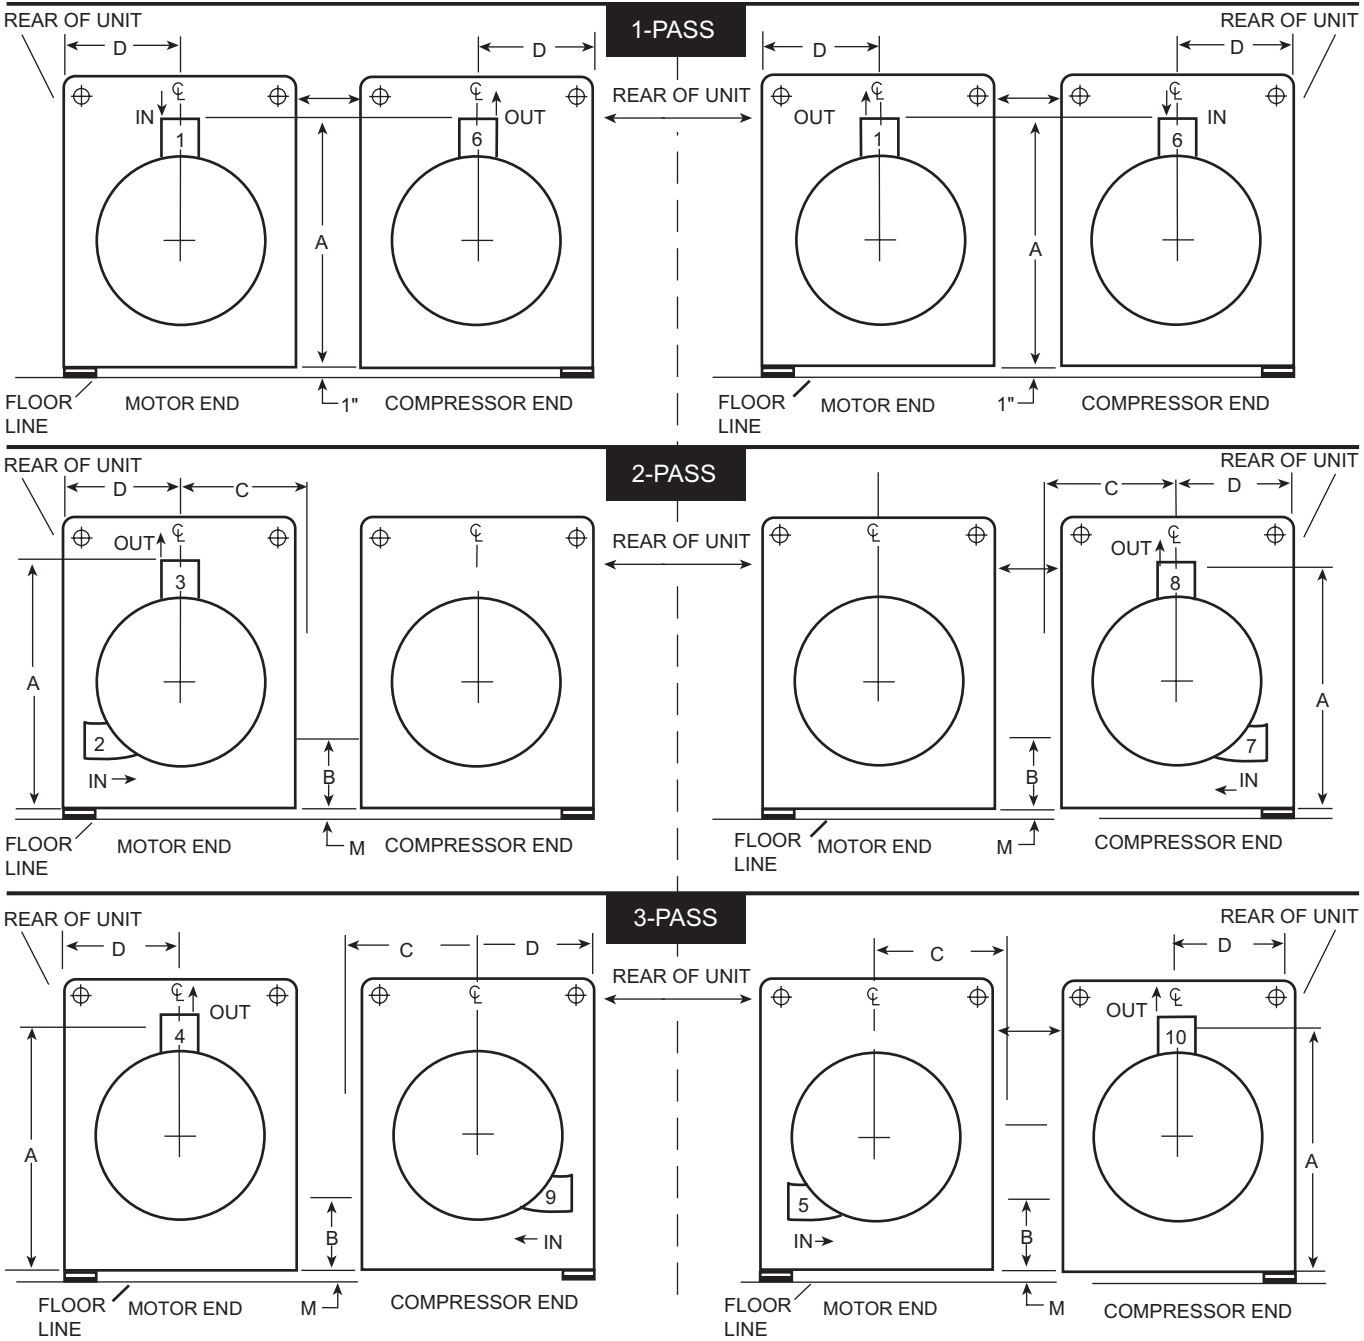 1-PASS
REAR OF UNIT
REAR OF UNIT
D
D
D
D
REAR OF UNIT
℄
℄
℄
℄
IN
OUT
OUT
IN
1
6
1
6
A
A
FLOOR LINE
MOTOR END
1"
COMPRESSOR END
FLOOR LINE
MOTOR END
1"
COMPRESSOR END
2-PASS
REAR OF UNIT
REAR OF UNIT
D
C
C
D
REAR OF UNIT
℄
℄
℄
℄
OUT
OUT
3
8
A
A
2
7
IN
B
B
IN
FLOOR LINE
MOTOR END
M
COMPRESSOR END
FLOOR LINE
MOTOR END
M
COMPRESSOR END
3-PASS
REAR OF UNIT
REAR OF UNIT
D
C
D
C
D
REAR OF UNIT
℄
℄
℄
℄
OUT
OUT
4
10
A
A
9
5
B
IN
IN
B
FLOOR LINE
MOTOR END
M
COMPRESSOR END
FLOOR LINE
MOTOR END
M
COMPRESSOR END